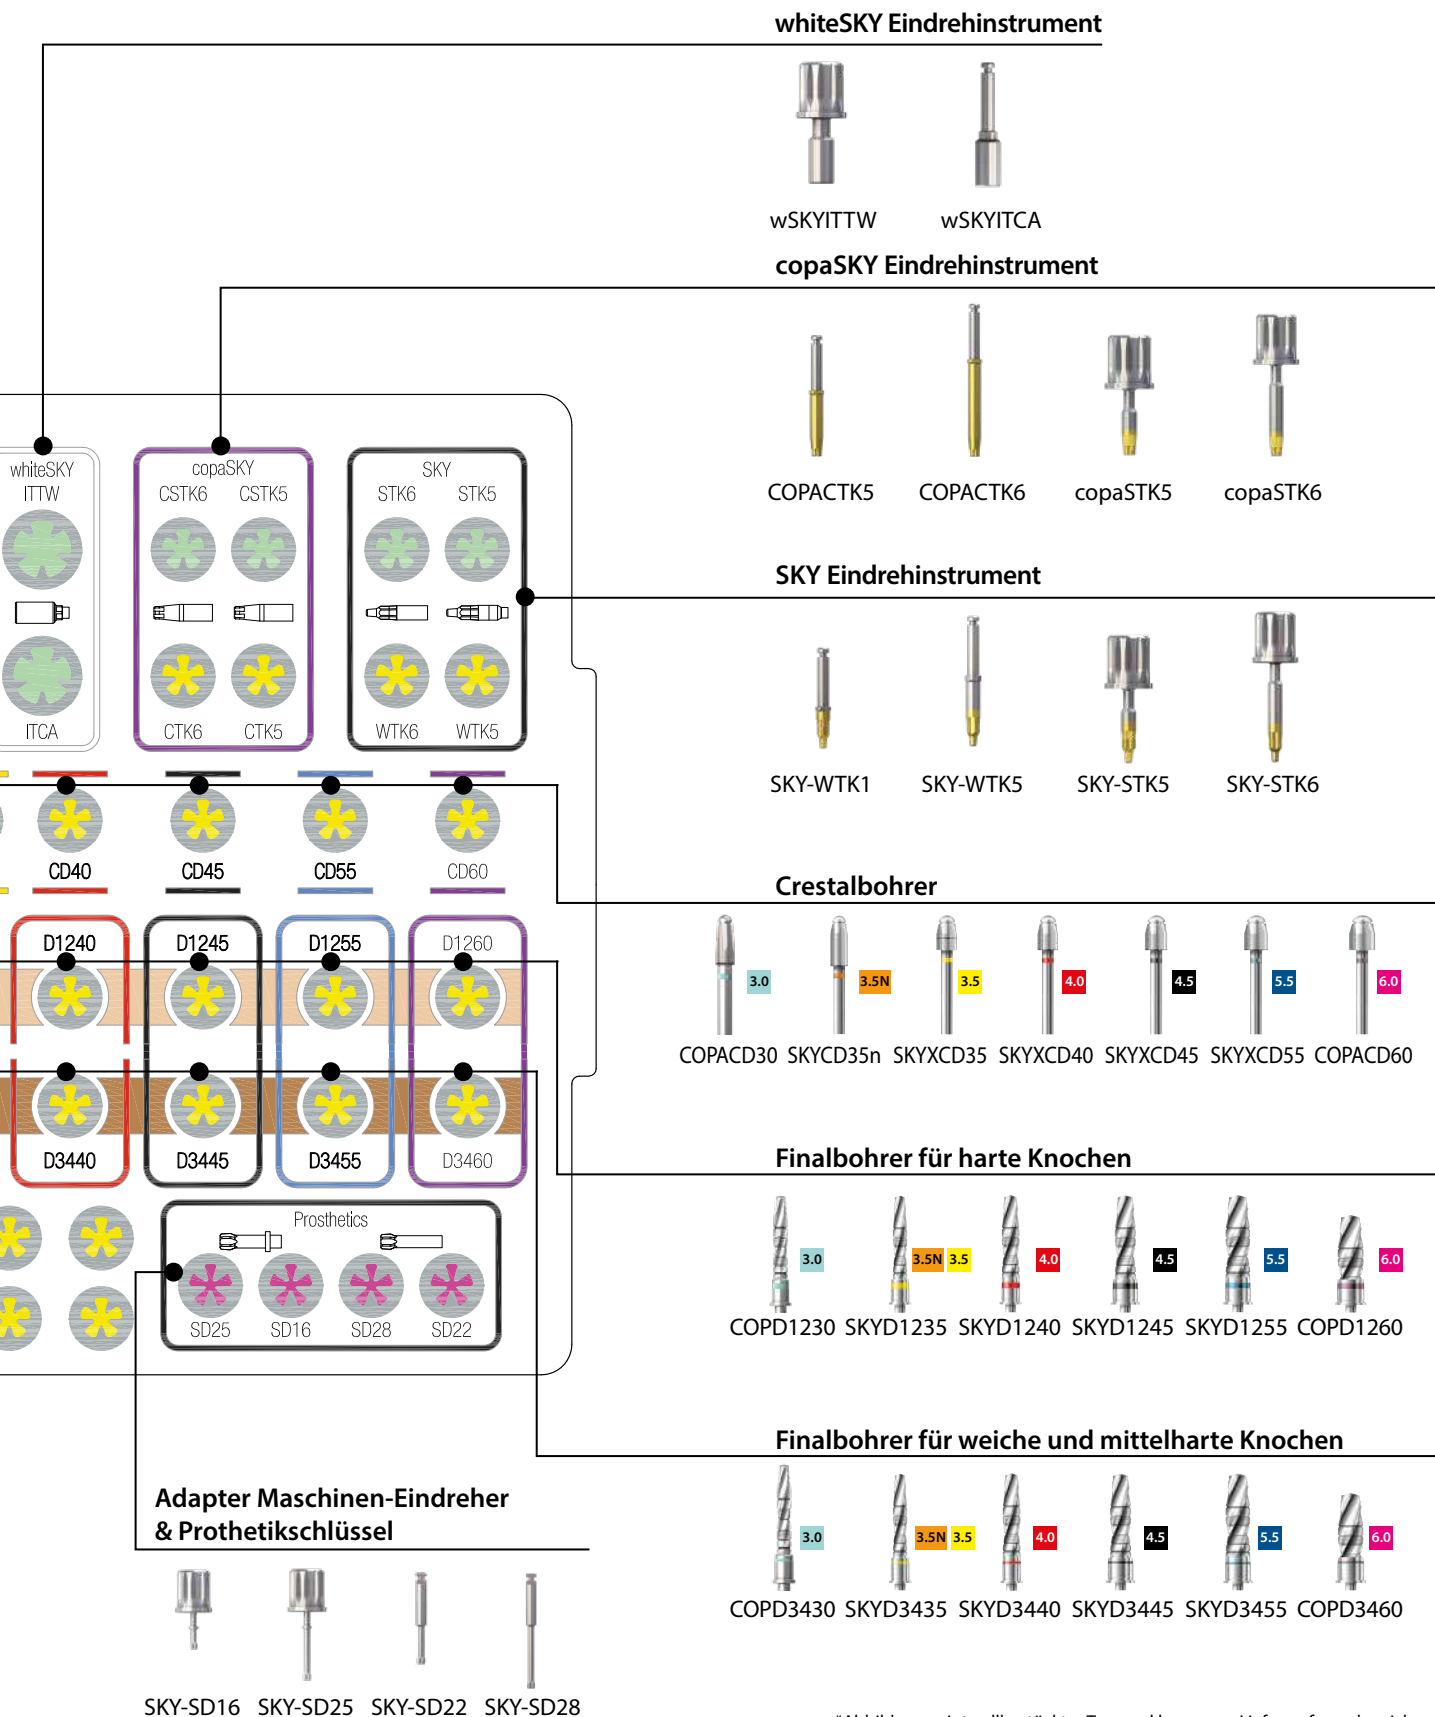 whiteSKY Eindrehinstrument
wSKYITTW wSKYITCA
copaSKY Eindrehinstrument
COPACTK5 COPACTK6 copaSTK5 copaSTK6
SKY Eindrehinstrument
SKY-WTK1 SKY-WTK5 SKY-STK5 SKY-STK6
Crestalbohrer
3.0 3.5N 3.5 4.0 4.5 5.5 6.0
COPACD30 SKYCD35n SKYXCD35 SKYXCD40 SKYXCD45 SKYXCD55 COPACD60
Finalbohrer für harte Knochen
3.0 3.5N 3.5 4.0 4.5 5.5 6.0
COPD1230 SKYD1235 SKYD1240 SKYD1245 SKYD1255 COPD1260
Finalbohrer für weiche und mittelharte Knochen
3.0 3.5N 3.5 4.0 4.5 5.5 6.0
COPD3430 SKYD3435 SKYD3440 SKYD3445 SKYD3455 COPD3460
whiteSKY
ITTW
ITCA
copaSKY
CSTK6 CSTK5
CTK6 CTK5
SKY
STK6 STK5
WTK6 WTK5
CD40 CD45 CD55 CD60
D1240 D1245 D1255 D1260
D3440 D3445 D3455 D3460
Prosthetics
SD25 SD16 SD28 SD22
Adapter Maschinen-Eindreher
& Prothetikschlüssel
SKY-SD16 SKY-SD25 SKY-SD22 SKY-SD28